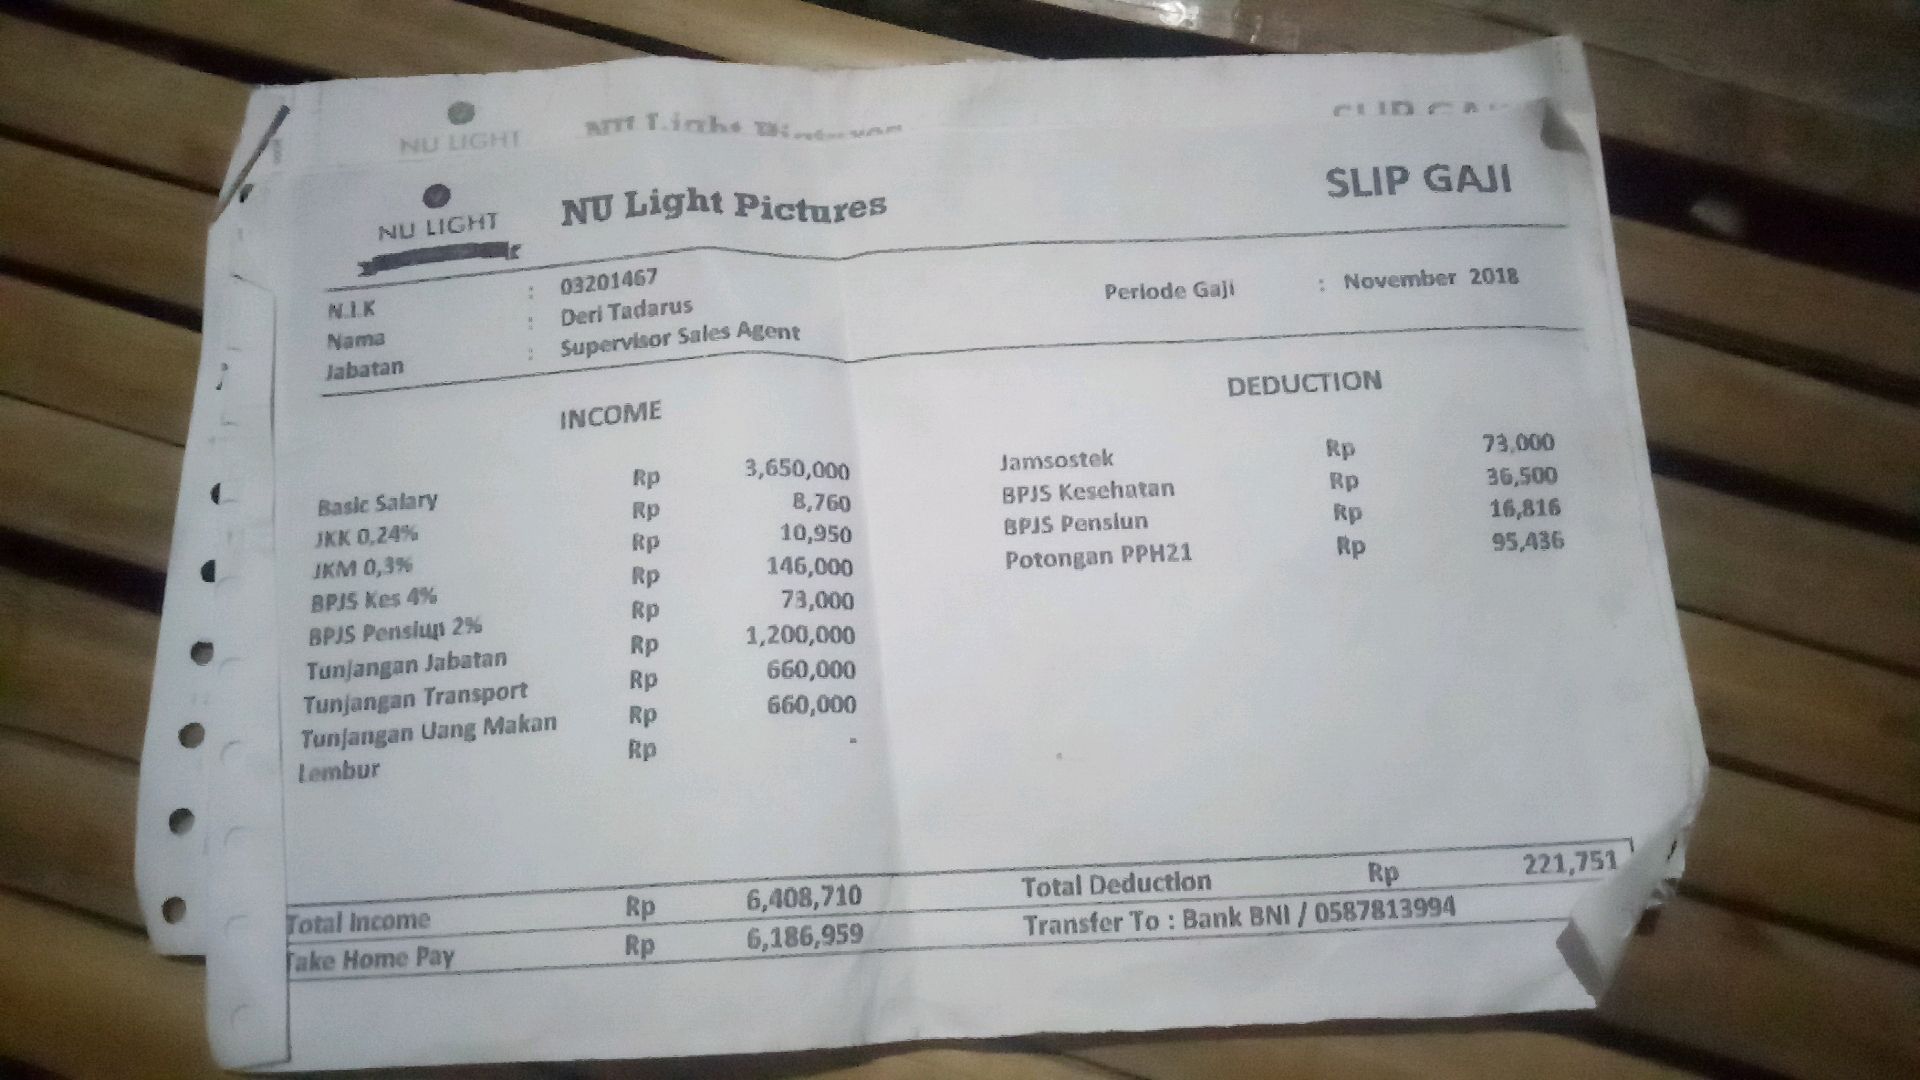 NU LIGHT
NU Light Pictures
NU LIGHT
NU Light Pictures
SLIP GAJI
N.I.K : 03201467
Nama : Deri Tadarus
Jabatan : Supervisor Sales Agent
Periode Gaji : November 2018
INCOME
Basic Salary Rp 3,650,000
JKK 0,24% Rp 8,760
JKM 0,3% Rp 10,950
BPJS Kes 4% Rp 146,000
BPJS Pensiun 2% Rp 73,000
Tunjangan Jabatan Rp 1,200,000
Tunjangan Transport Rp 660,000
Tunjangan Uang Makan Rp 660,000
Lembur Rp -
DEDUCTION
Jamsostek Rp 73,000
BPJS Kesehatan Rp 36,500
BPJS Pensiun Rp 16,816
Potongan PPH21 Rp 95,436
Total Income Rp 6,408,710
Total Deduction Rp 221,751
Take Home Pay Rp 6,186,959
Transfer To : Bank BNI / 0587813994